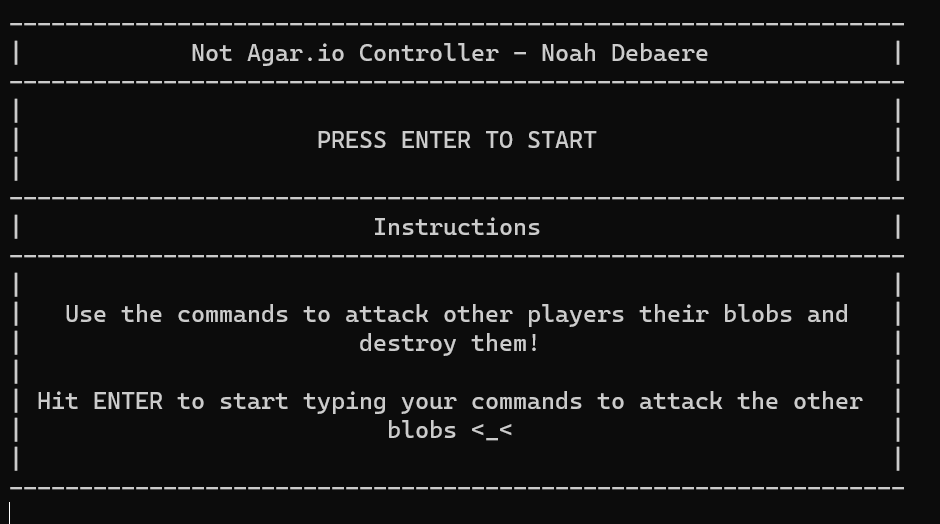 Not Agar.io Controller - Noah Debaere
PRESS ENTER TO START
Instructions
Use the commands to attack other players their blobs and
destroy them!
Hit ENTER to start typing your commands to attack the other
blobs <_<